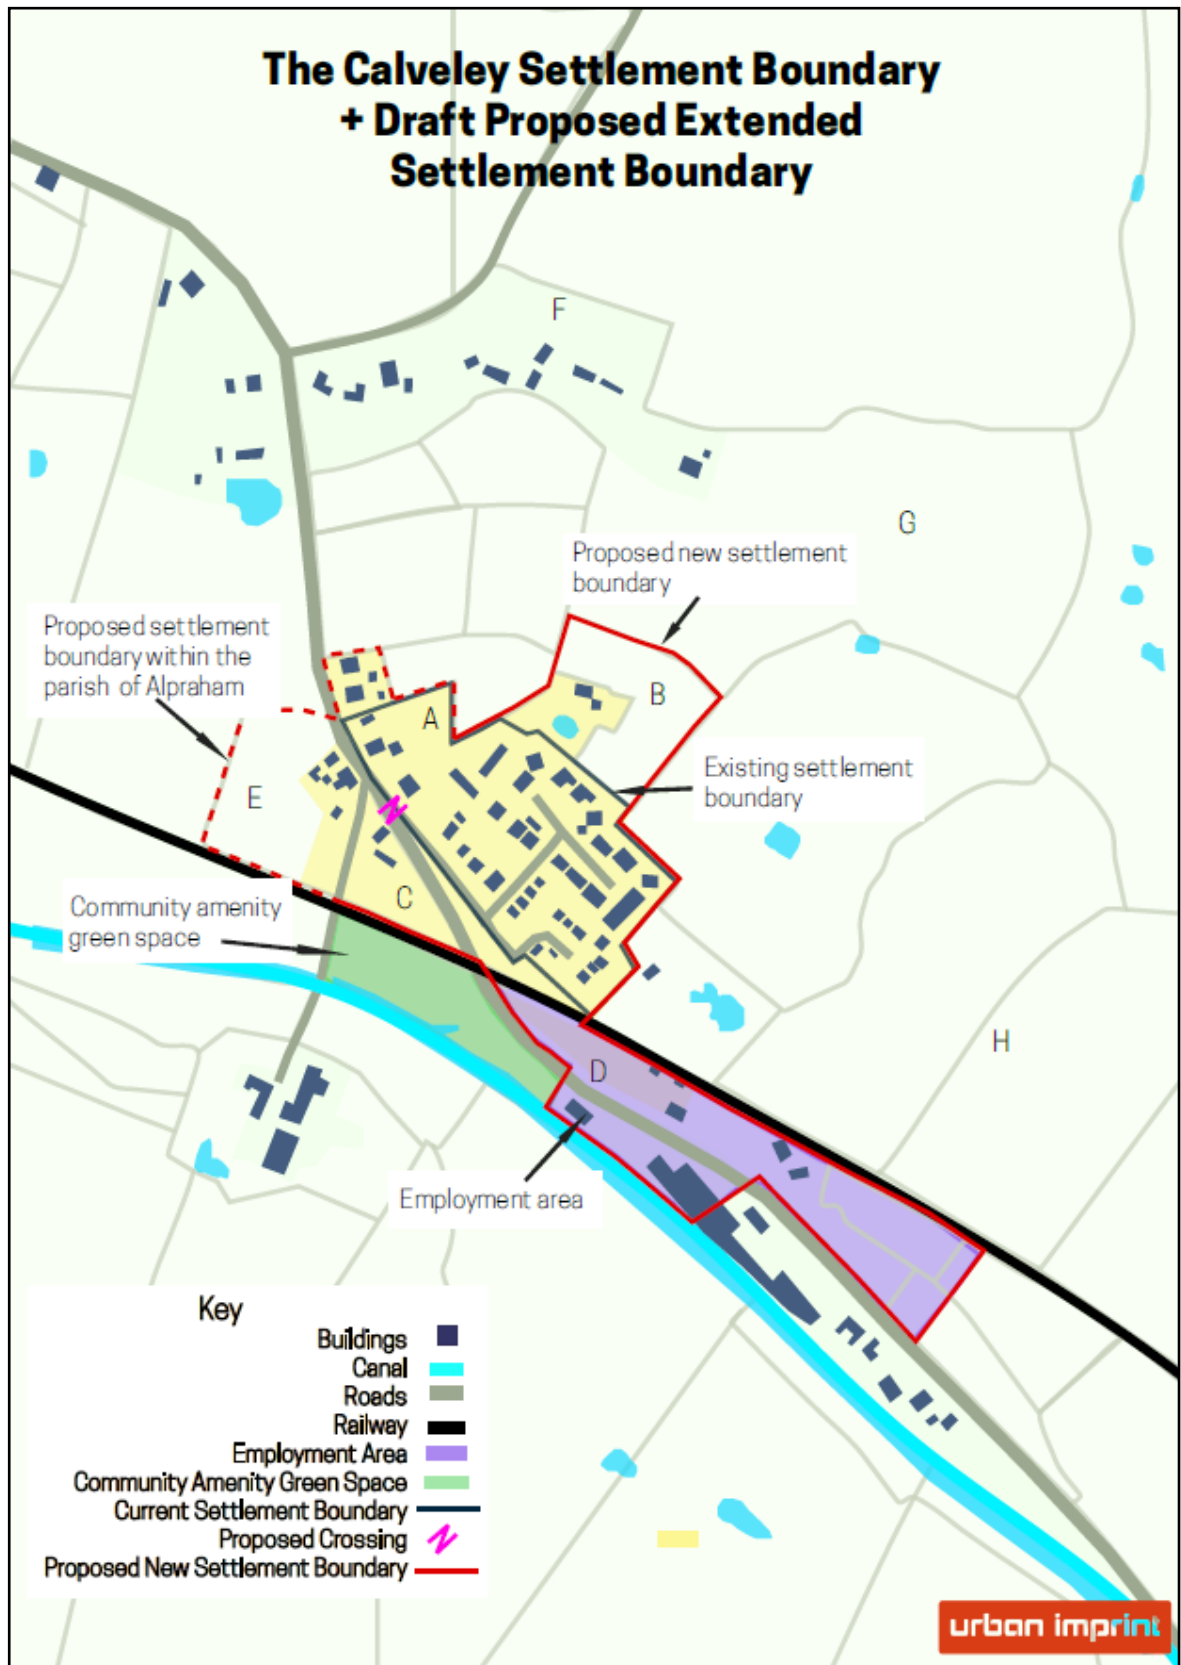 The Calveley Settlement Boundary
+ Draft Proposed Extended
Settlement Boundary
F
G
Proposed new settlement
boundary
Proposed settlement
boundary within the
parish of Alpraham
B
A
Existing settlement
boundary
E
C
Community amenity
green space
H
D
Employment area
Key
Buildings
Canal
Roads
Railway
Employment Area
Community Amenity Green Space
Current Settlement Boundary
Proposed Crossing
Proposed New Settlement Boundary
urban imprint